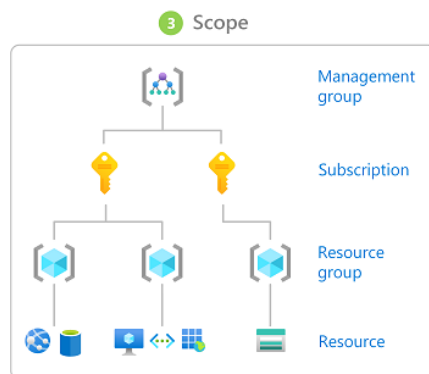 3 Scope
Management
group
Subscription
Resource
group
Resource